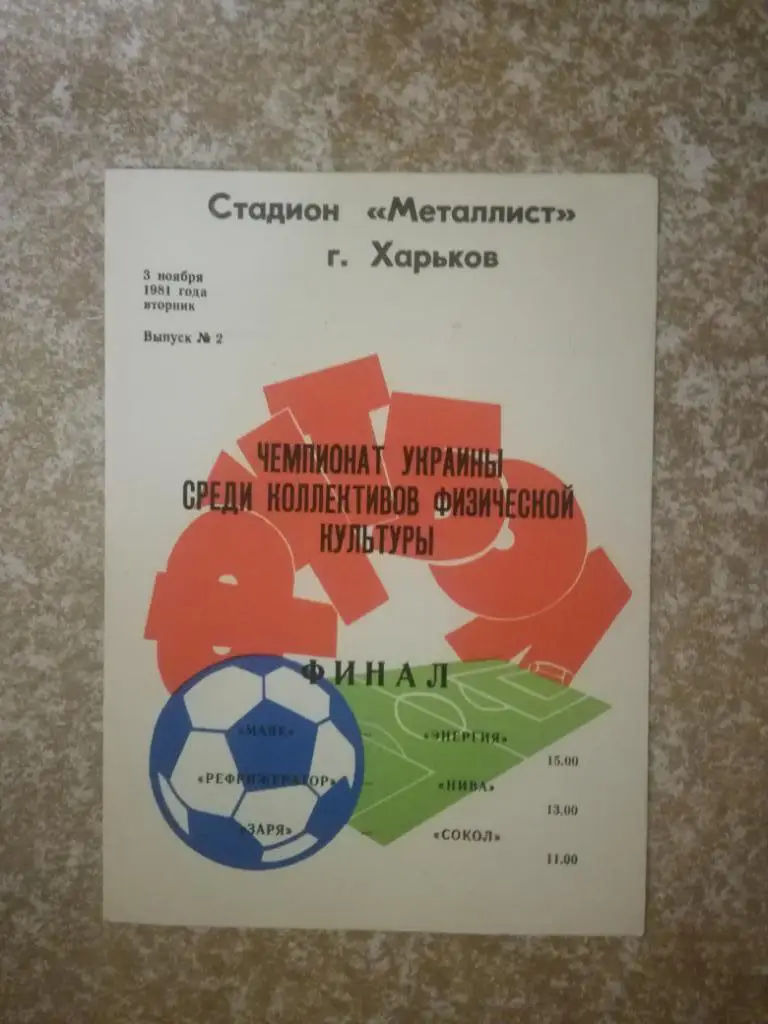 Стадион «Металлист»
г. Харьков
3 ноября
1981 года
вторник
Выпуск № 2
ФУТБОЛ
ЧЕМПИОНАТ УКРАИНЫ
СРЕДИ КОЛЛЕКТИВОВ ФИЗИЧЕСКОЙ
КУЛЬТУРЫ
ФИНАЛ
«МАЯК» — «ЭНЕРГИЯ»
15.00
«РЕФРИЖЕРАТОР» — «НИВА»
13.00
«ЗАРЯ» — «СОКОЛ»
11.00